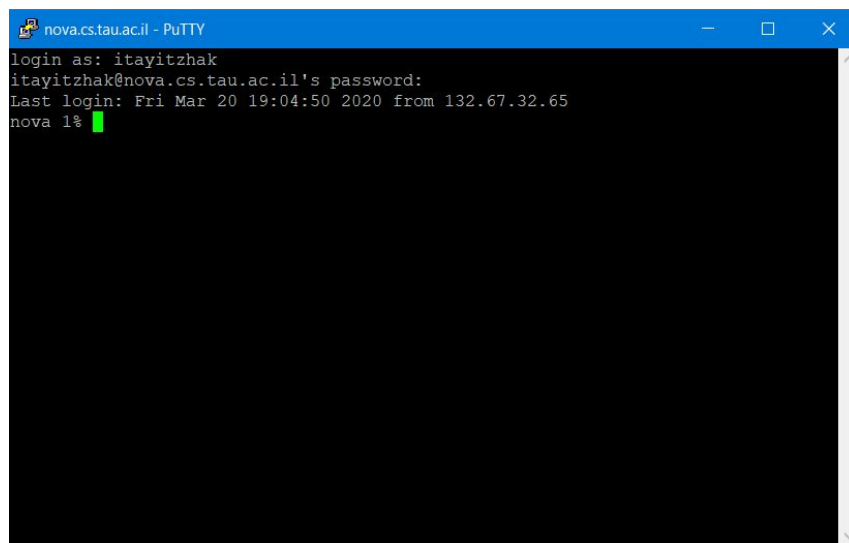 nova.cs.tau.ac.il - PuTTY
login as: itayitzhak
itayitzhak@nova.cs.tau.ac.il's password:
Last login: Fri Mar 20 19:04:50 2020 from 132.67.32.65
nova 1%